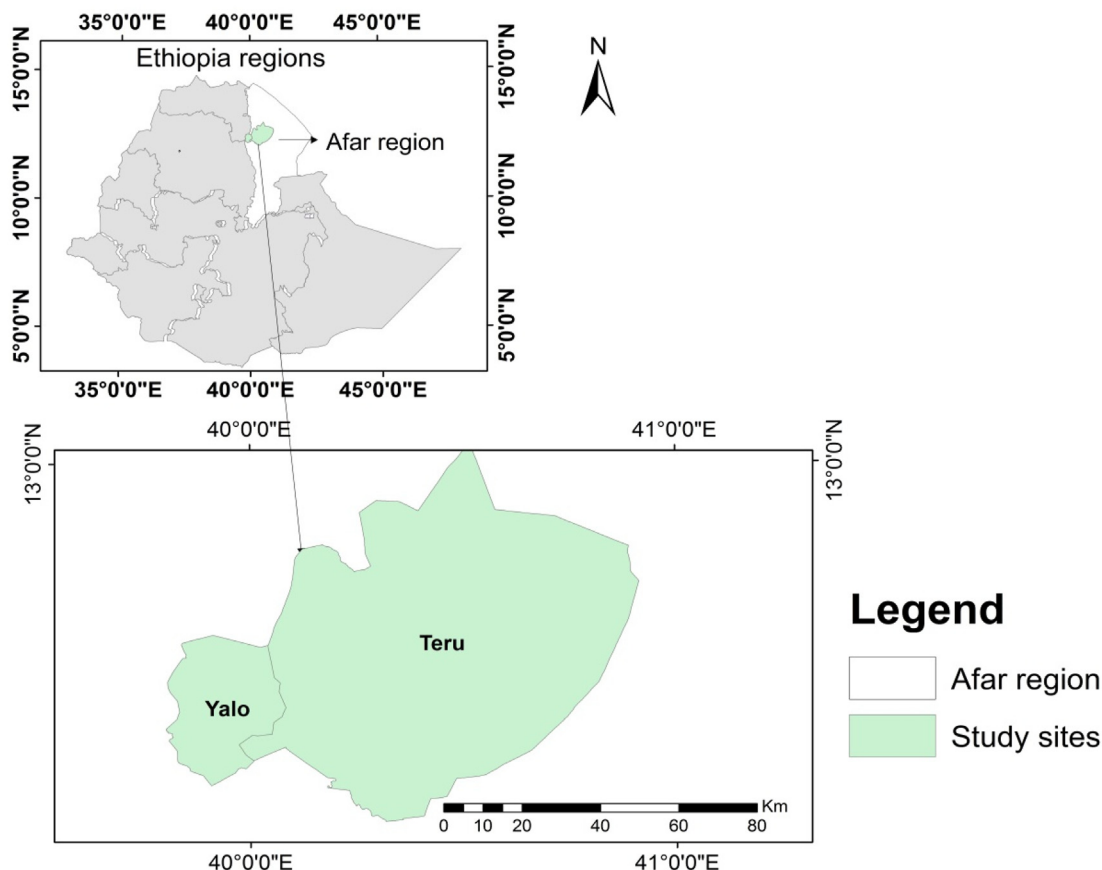 35°0'0"E 40°0'0"E 45°0'0"E
Ethiopia regions
N
15°0'0"N
15°0'0"N
Afar region
10°0'0"N
10°0'0"N
5°0'0"N
5°0'0"N
35°0'0"E 40°0'0"E 45°0'0"E
40°0'0"E 41°0'0"E
13°0'0"N
13°0'0"N
Teru
Yalo
Legend
Afar region
Study sites
Km
0 10 20 40 60 80
40°0'0"E 41°0'0"E